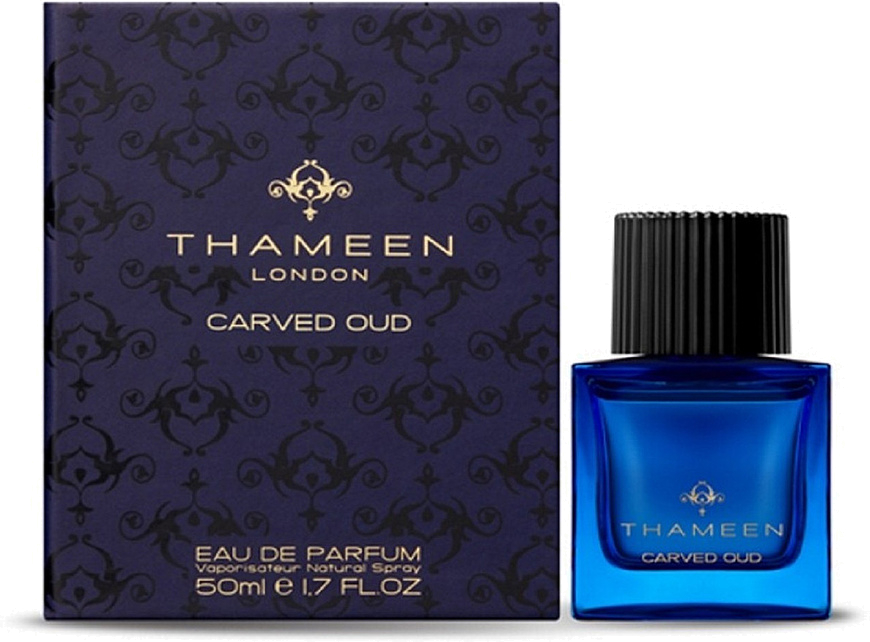 THAMEEN
LONDON
CARVED OUD
EAU DE PARFUM
Vaporisateur Natural Spray
50ml e 1.7 FL.OZ
THAMEEN
CARVED OUD